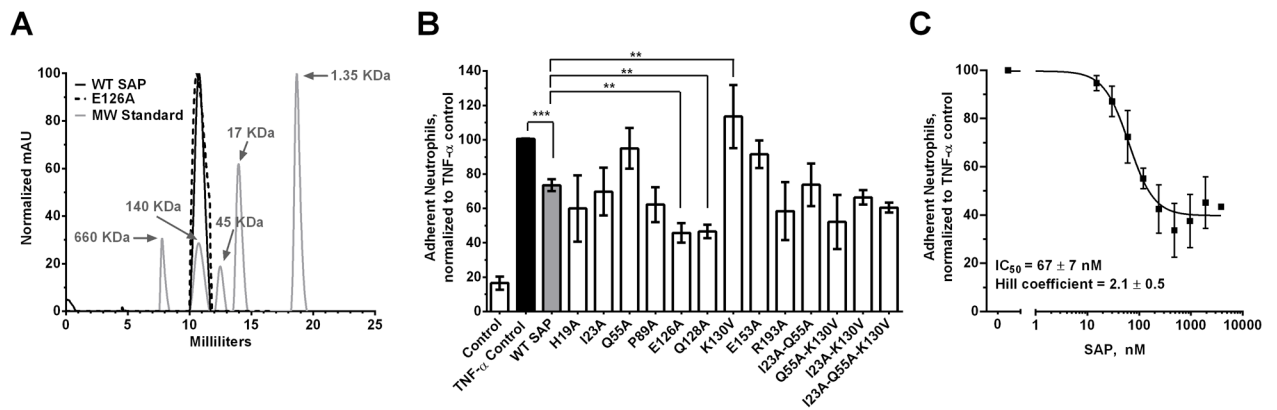 A
Normalized mAU
100
80
60
40
20
0
WT SAP
E126A
MW Standard
660 KDa
140 KDa
45 KDa
17 KDa
1.35 KDa
0
5
10
15
20
25
Milliliters
B
Adherent Neutrophils,
normalized to TNF-α control
140
120
100
80
60
40
20
0
**
**
**
***
Control
TNF-α Control
WT SAP
H19A
I23A
Q55A
P89A
E126A
Q128A
K130V
E153A
R193A
I23A-Q55A
Q55A-K130V
I23A-K130V
I23A-Q55A-K130V
C
Adherent Neutrophils,
normalized to TNF-α control
100
80
60
40
20
0
IC50 = 67 ± 7 nM
Hill coefficient = 2.1 ± 0.5
0
1
10
100
1000
10000
SAP, nM